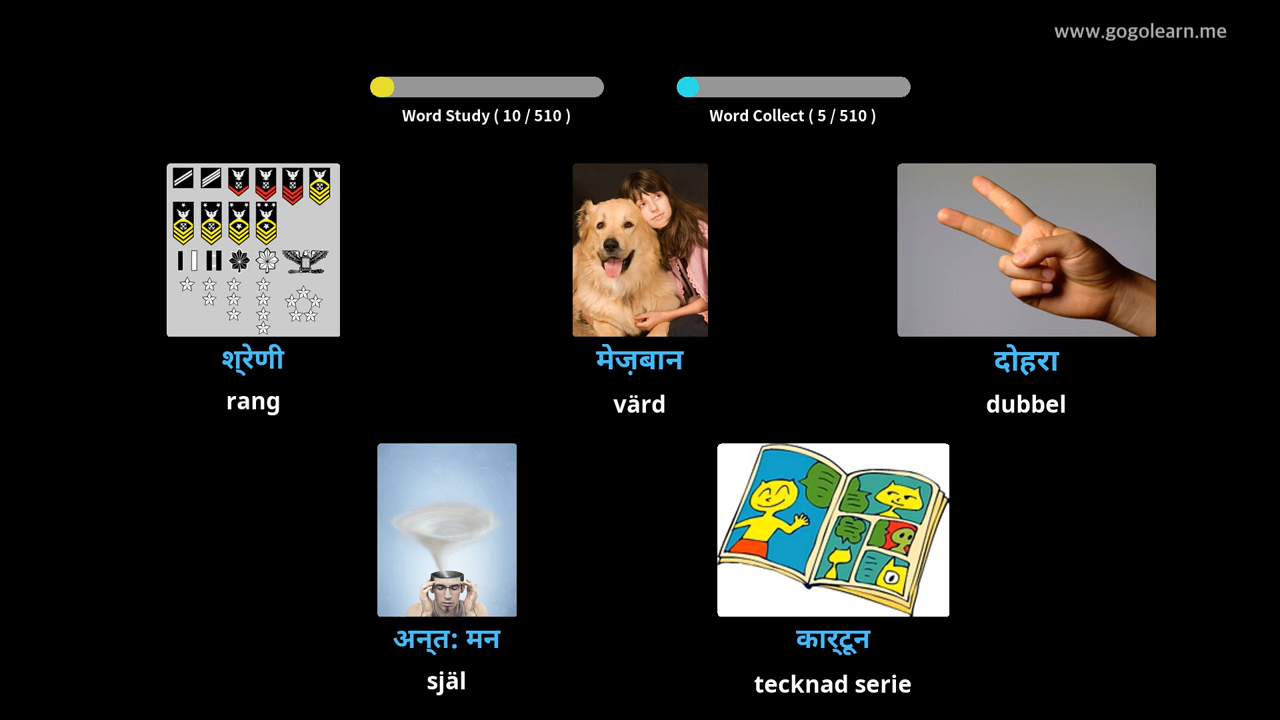 www.gogolearn.me
Word Study ( 10 / 510 )
Word Collect ( 5 / 510 )
श्रेणी
मेज़बान
दोहरा
rang
värd
dubbel
अन्त: मन
कार्टून
själ
tecknad serie